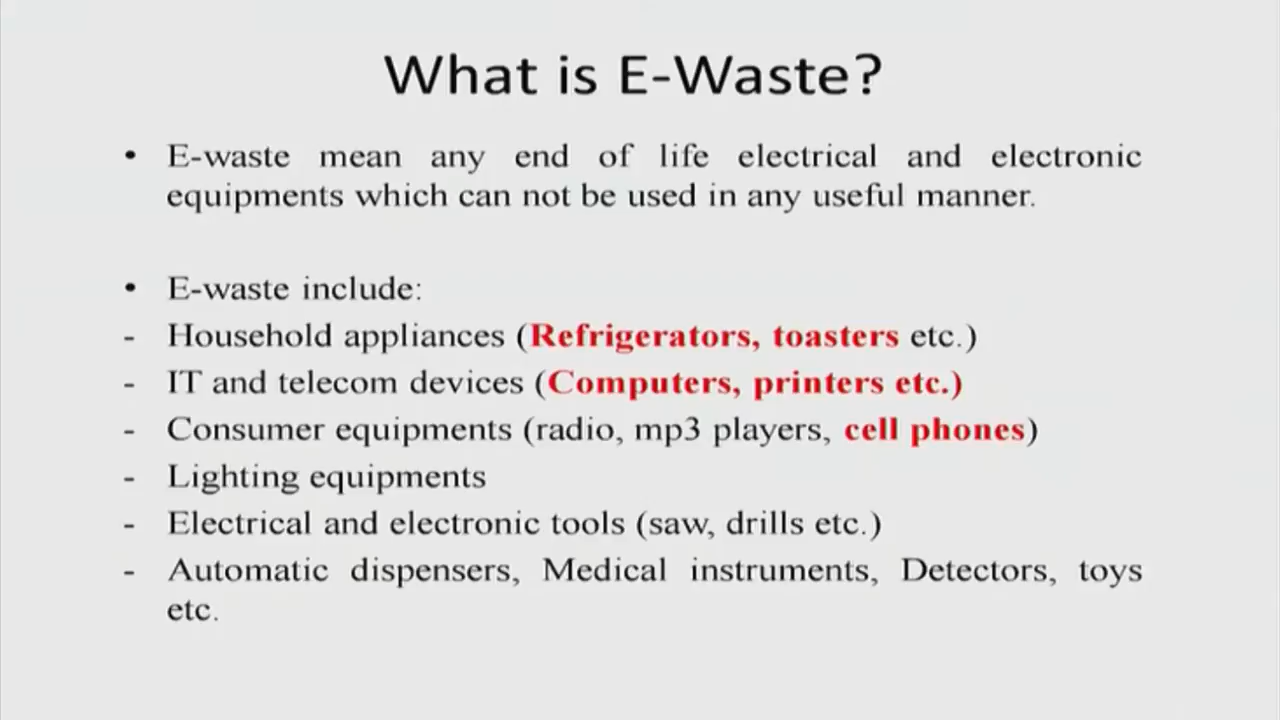 What is E-Waste?
• E-waste mean any end of life electrical and electronic
equipments which can not be used in any useful manner.
• E-waste include:
- Household appliances (Refrigerators, toasters etc.)
- IT and telecom devices (Computers, printers etc.)
- Consumer equipments (radio, mp3 players, cell phones)
- Lighting equipments
- Electrical and electronic tools (saw, drills etc.)
- Automatic dispensers, Medical instruments, Detectors, toys
etc.